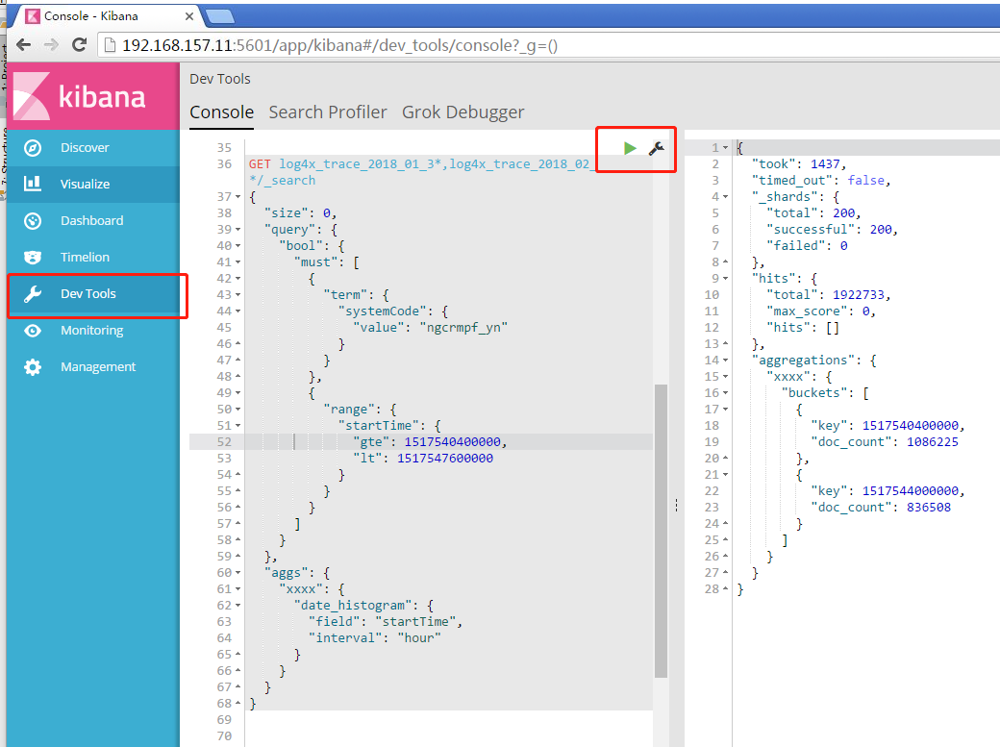 Console - Kibana
192.168.157.11:5601/app/kibana#/dev_tools/console?_g=()
kibana
Discover
Visualize
Dashboard
Timelion
Dev Tools
Monitoring
Management
Dev Tools
Console Search Profiler Grok Debugger
35
36 GET log4x_trace_2018_01_3*,log4x_trace_2018_02_
*/_search
37 {
38 "size": 0,
39 "query": {
40 "bool": {
41 "must": [
42 {
43 "term": {
44 "systemCode": {
45 "value": "ngcrmpf_yn"
46 }
47 }
48 },
49 {
50 "range": {
51 "startTime": {
52 "gte": 1517540400000,
53 "lt": 1517547600000
54 }
55 }
56 }
57 ]
58 }
59 },
60 "aggs": {
61 "xxxx": {
62 "date_histogram": {
63 "field": "startTime",
64 "interval": "hour"
65 }
66 }
67 }
68 }
69
70
1 {
2 "took": 1437,
3 "timed_out": false,
4 "_shards": {
5 "total": 200,
6 "successful": 200,
7 "failed": 0
8 },
9 "hits": {
10 "total": 1922733,
11 "max_score": 0,
12 "hits": []
13 },
14 "aggregations": {
15 "xxxx": {
16 "buckets": [
17 {
18 "key": 1517540400000,
19 "doc_count": 1086225
20 },
21 {
22 "key": 1517544000000,
23 "doc_count": 836508
24 }
25 ]
26 }
27 }
28 }